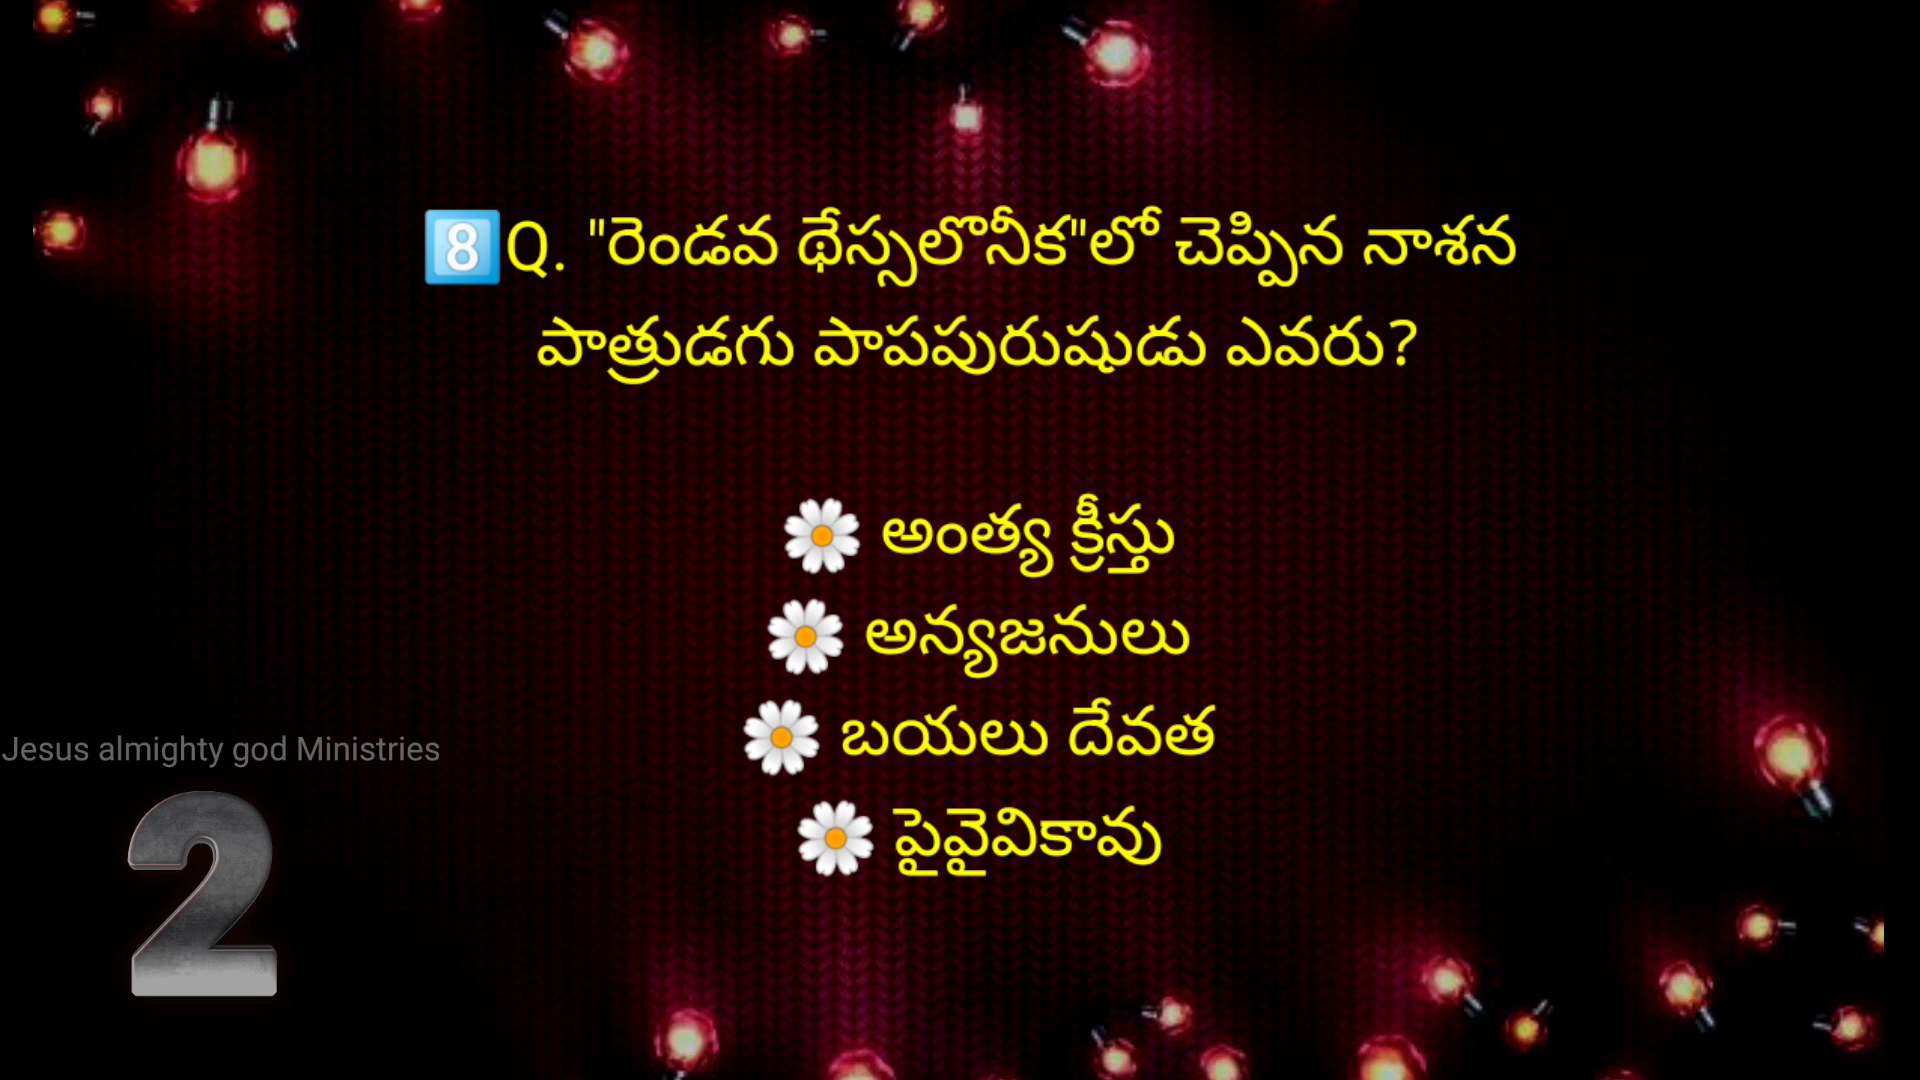 8️⃣Q. "రెండవ థేస్సలొనీక"లో చెప్పిన నాశన
పాత్రుడగు పాపపురుషుడు ఎవరు?
🌼 అంత్య క్రీస్తు
🌼 అన్యజనులు
🌼 బయలు దేవత
🌼 పైవైవికావు
Jesus almighty god Ministries
2